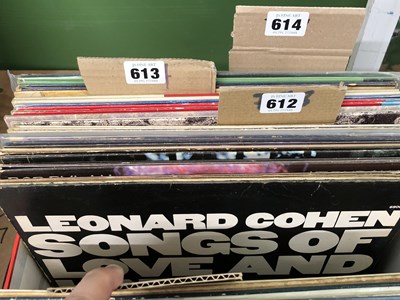 614
613
612
LEONARD COHEN
SONGS OF
LOVE AND